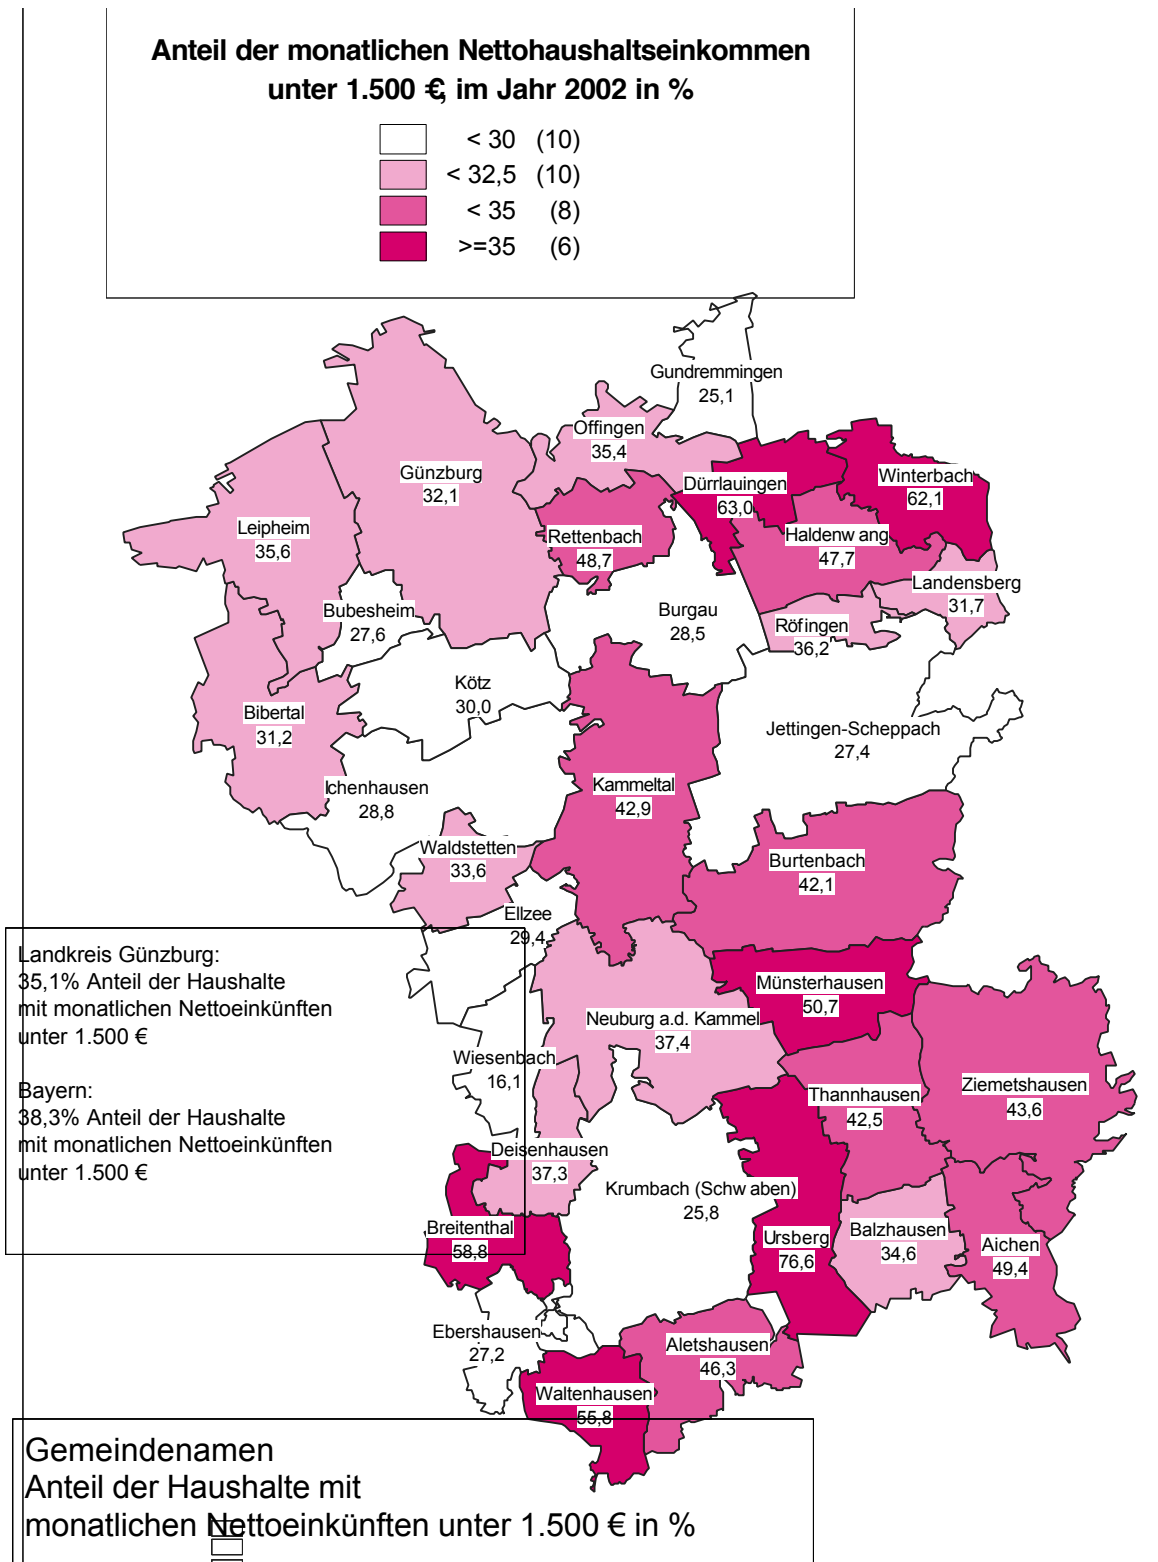 Anteil der monatlichen Nettohaushaltseinkommen
unter 1.500 €, im Jahr 2002 in %
< 30 (10)
< 32,5 (10)
< 35 (8)
>=35 (6)
Gundremmingen
25,1
Offingen
35,4
Günzburg
32,1
Dürrlauingen
63,0
Winterbach
62,1
Leipheim
35,6
Rettenbach
48,7
Haldenwang
47,7
Landensberg
31,7
Bubesheim
27,6
Burgau
28,5
Röfingen
36,2
Kötz
30,0
Bibertal
31,2
Jettingen-Scheppach
27,4
Ichenhausen
28,8
Kammeltal
42,9
Waldstetten
33,6
Burtenbach
42,1
Ellzee
29,4
Landkreis Günzburg:
35,1% Anteil der Haushalte
mit monatlichen Nettoeinkünften
unter 1.500 €
Bayern:
38,3% Anteil der Haushalte
mit monatlichen Nettoeinkünften
unter 1.500 €
Münsterhausen
50,7
Neuburg a.d. Kammel
37,4
Wiesenbach
16,1
Thannhausen
42,5
Ziemetshausen
43,6
Deisenhausen
37,3
Krumbach (Schwaben)
25,8
Breitenthal
58,8
Ursberg
76,6
Balzhausen
34,6
Aichen
49,4
Ebershausen
27,2
Aletshausen
46,3
Waltenhausen
55,8
Gemeindenamen
Anteil der Haushalte mit
monatlichen Nettoeinkünften unter 1.500 € in %